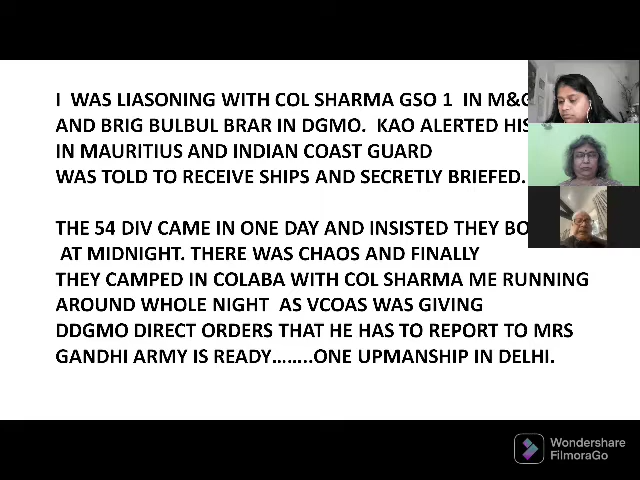 I WAS LIASONING WITH COL SHARMA GSO 1 IN M&G
AND BRIG BULBUL BRAR IN DGMO. KAO ALERTED HIS
IN MAURITIUS AND INDIAN COAST GUARD
WAS TOLD TO RECEIVE SHIPS AND SECRETLY BRIEFED.
THE 54 DIV CAME IN ONE DAY AND INSISTED THEY
AT MIDNIGHT. THERE WAS CHAOS AND FINALLY
THEY CAMPED IN COLABA WITH COL SHARMA ME RUNNING
AROUND WHOLE NIGHT AS VCOAS WAS GIVING
DDGMO DIRECT ORDERS THAT HE HAS TO REPORT TO MRS
GANDHI ARMY IS READY........ONE UPMANSHIP IN DELHI.
Wondershare
FilmoraGo